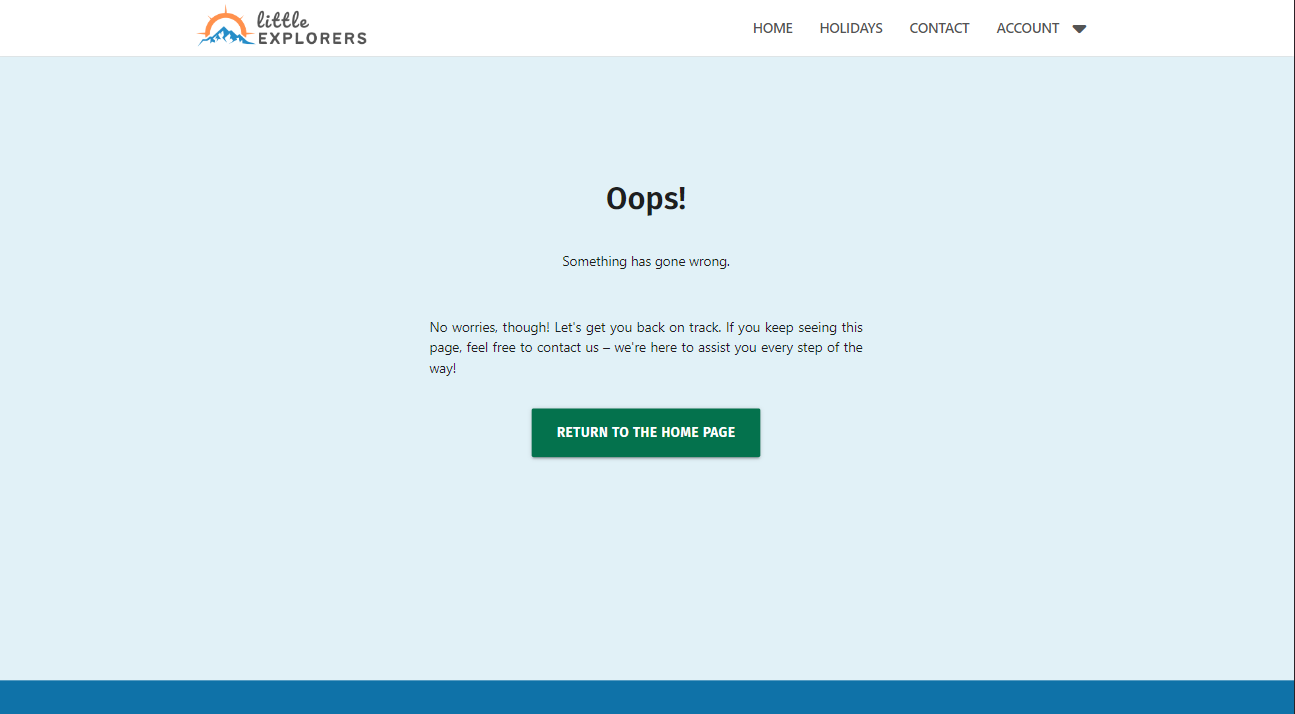 little
EXPLORERS
HOME HOLIDAYS CONTACT ACCOUNT
Oops!
Something has gone wrong.
No worries, though! Let's get you back on track. If you keep seeing this
page, feel free to contact us – we're here to assist you every step of the
way!
RETURN TO THE HOME PAGE